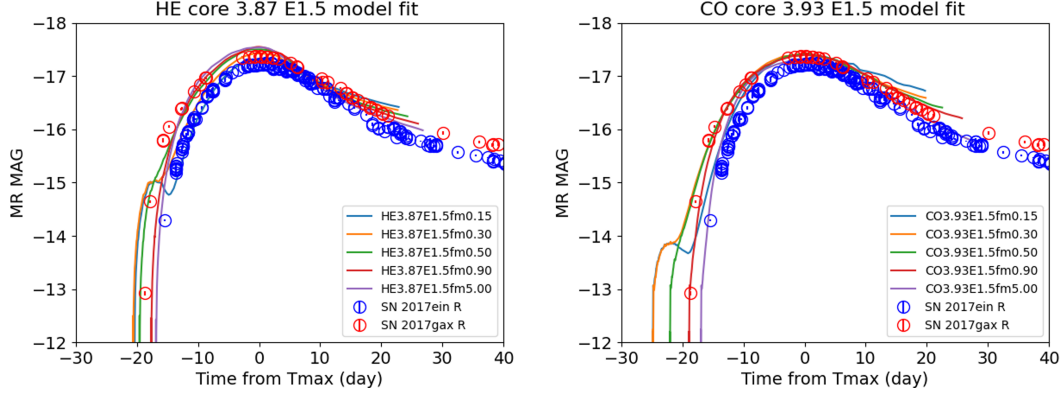 HE core 3.87 E1.5 model fit
−18
−17
−16
−15
−14
−13
−12
MR MAG
HE3.87E1.5fm0.15
HE3.87E1.5fm0.30
HE3.87E1.5fm0.50
HE3.87E1.5fm0.90
HE3.87E1.5fm5.00
SN 2017ein R
SN 2017gax R
−30 −20 −10 0 10 20 30 40
Time from Tmax (day)
CO core 3.93 E1.5 model fit
−18
−17
−16
−15
−14
−13
−12
MR MAG
CO3.93E1.5fm0.15
CO3.93E1.5fm0.30
CO3.93E1.5fm0.50
CO3.93E1.5fm0.90
CO3.93E1.5fm5.00
SN 2017ein R
SN 2017gax R
−30 −20 −10 0 10 20 30 40
Time from Tmax (day)